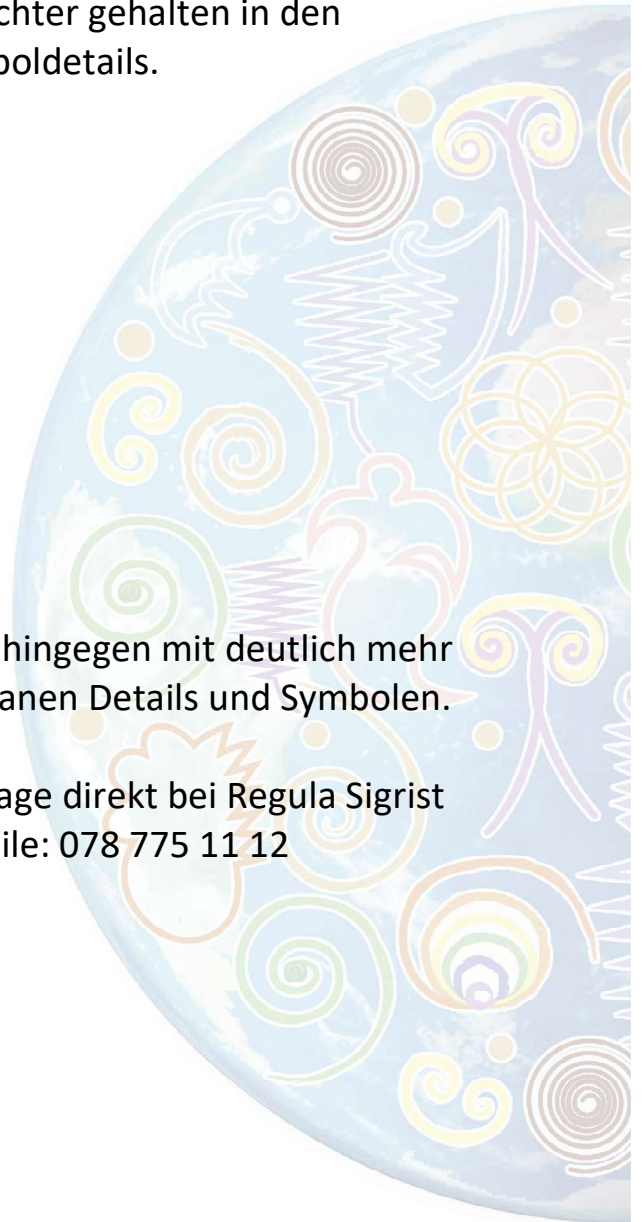 chter gehalten in den
boldetails.
hingegen mit deutlich mehr
anen Details und Symbolen.
age direkt bei Regula Sigrist
ile: 078 775 11 12